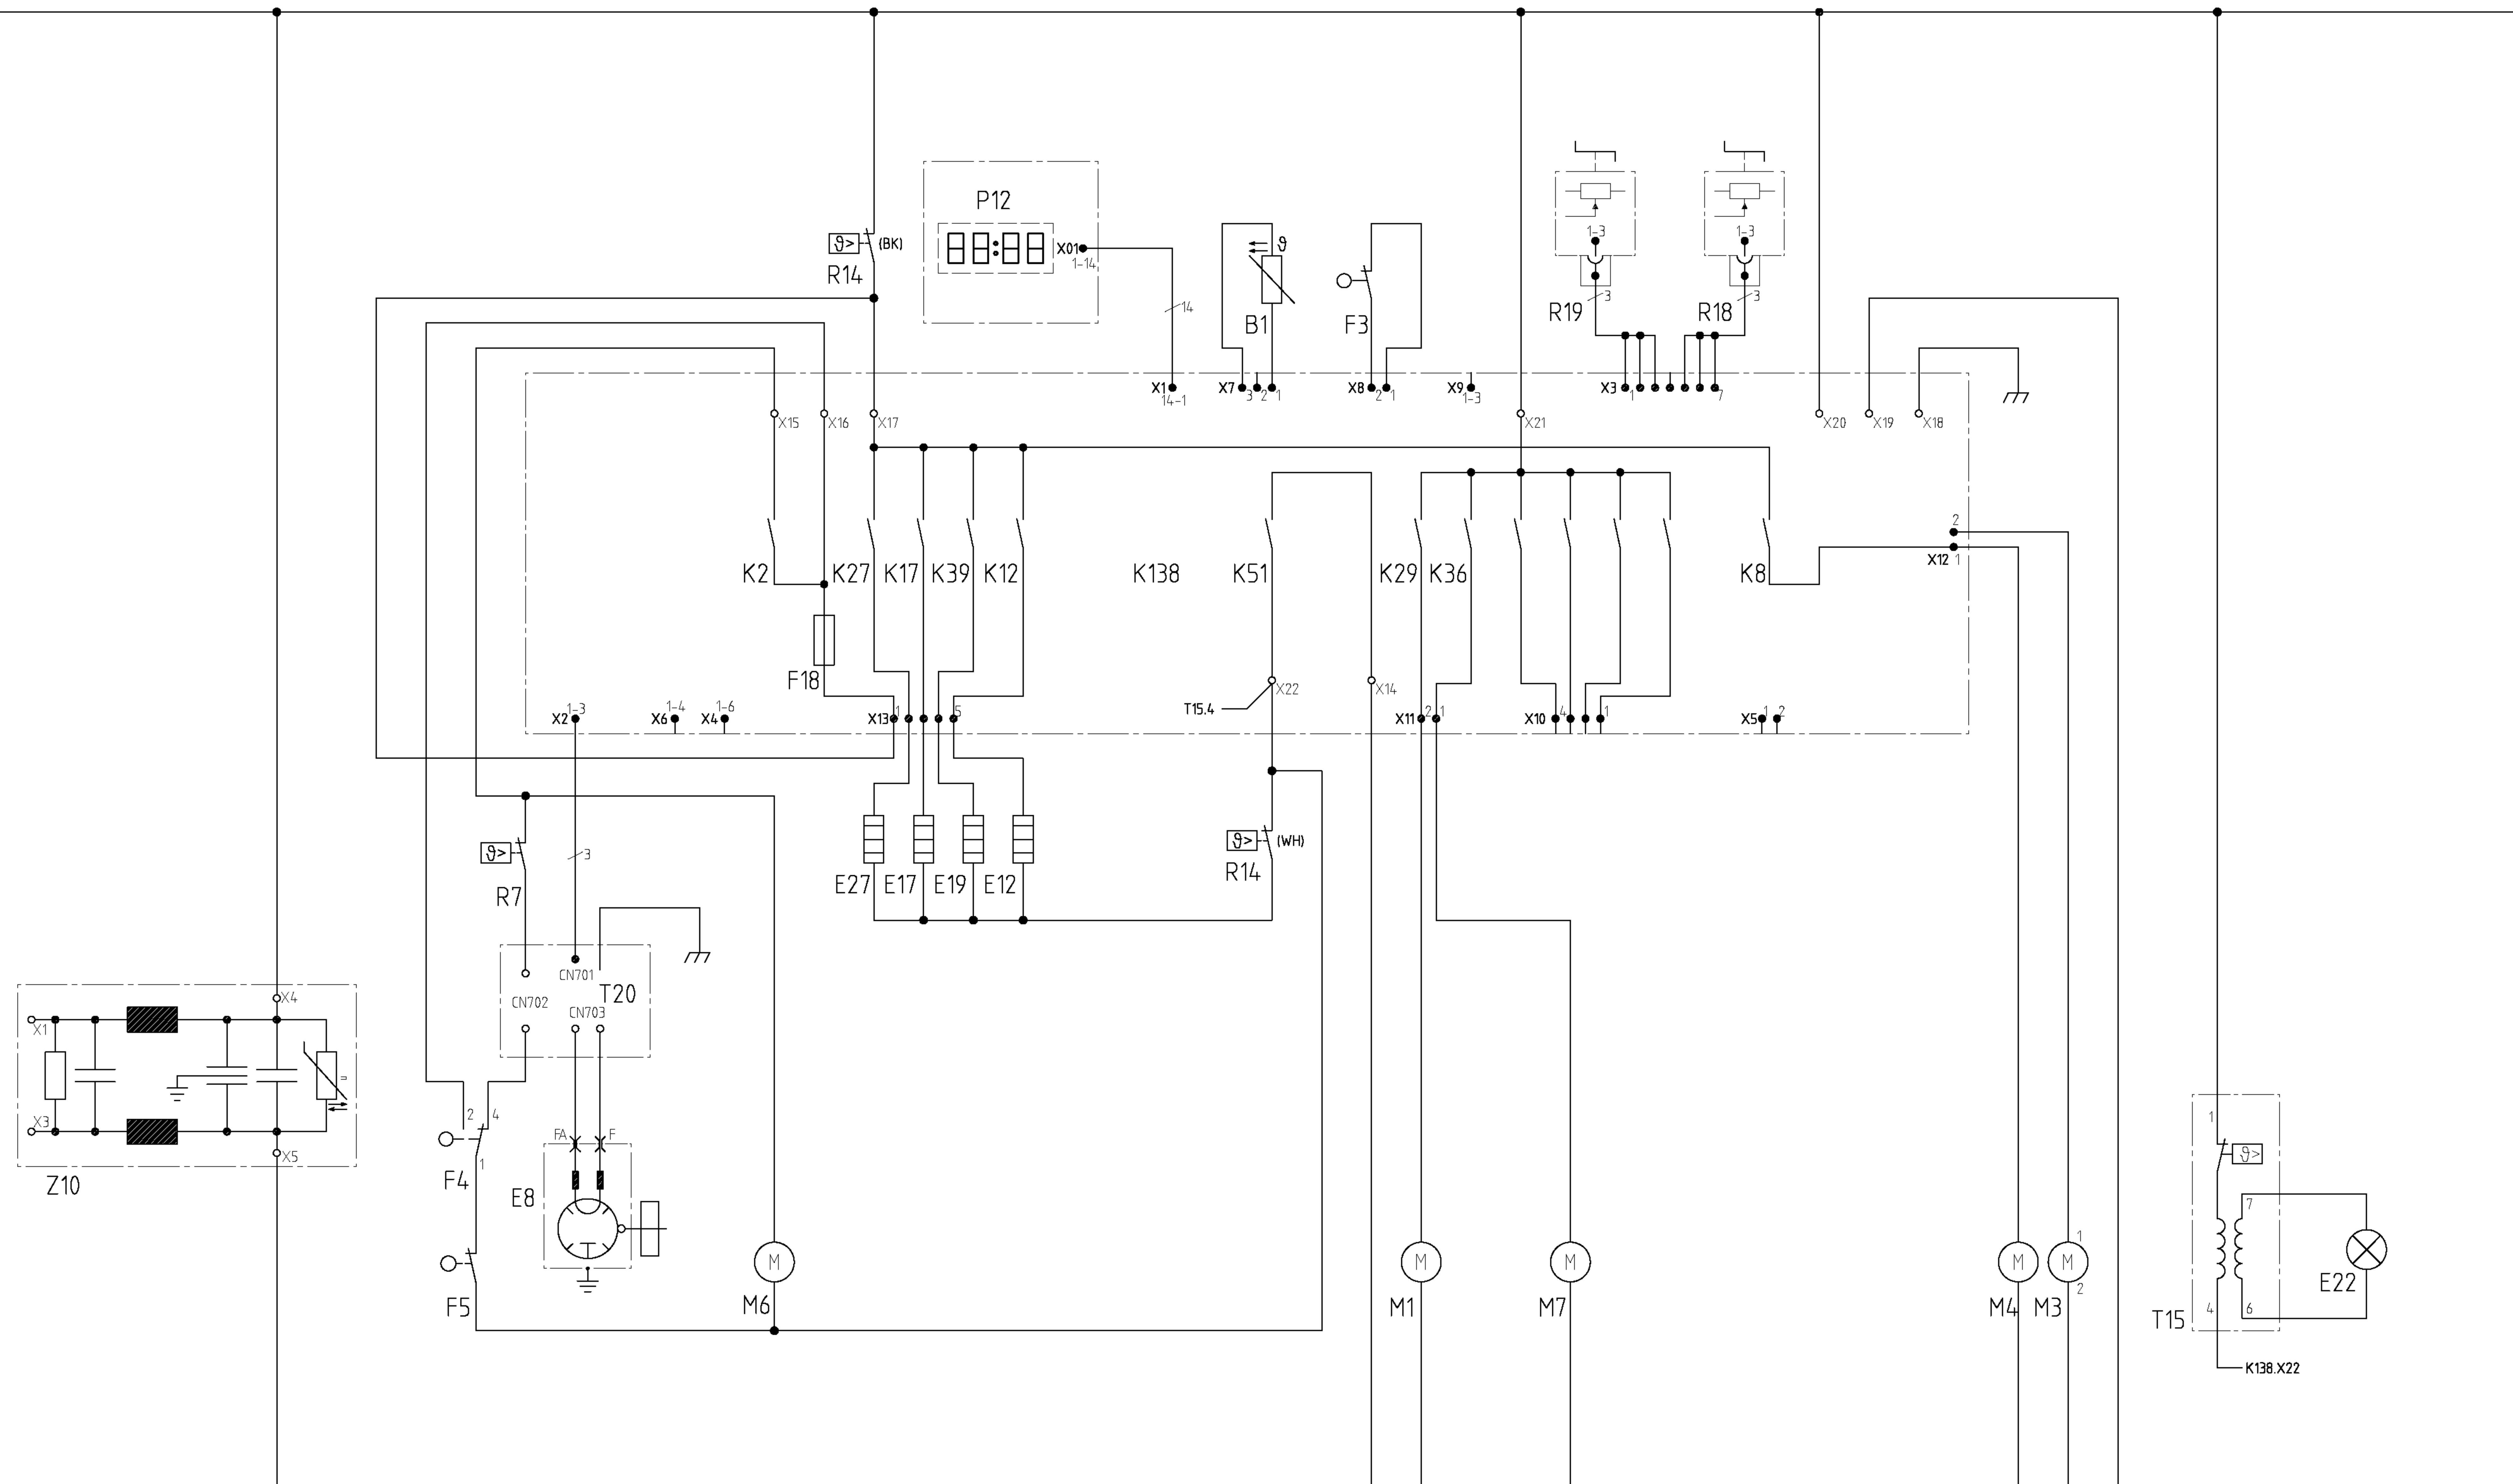 P12
88:88
X01
1-14
ϑ>
(BK)
R14
14
ϑ
B1
F3
1-3
1-3
3
3
R19
R18
X1
14-1
X7
3 2 1
X8
2 1
X9
1-3
X3
1 7
X15
X16
X17
X21
X20
X19
X18
2
X12 1
K2
K27
K17
K39
K12
K138
K51
K29
K36
K8
F18
X22
X14
T15.4
X2
1-3
X6
1-4
X4
1-6
X13
1 5
X11
2 1
X10
4 1
X5
1 2
ϑ>
R7
3
E27
E17
E19
E12
ϑ>
(WH)
R14
CN701
T20
CN702
CN703
X4
X1
X3
X5
U
Z10
2 4
F4
1
FA F
E8
F5
M
M6
M
M1
M
M7
M
M4
M
1
2
M3
1
ϑ>
7
4
6
T15
E22
K138.X22